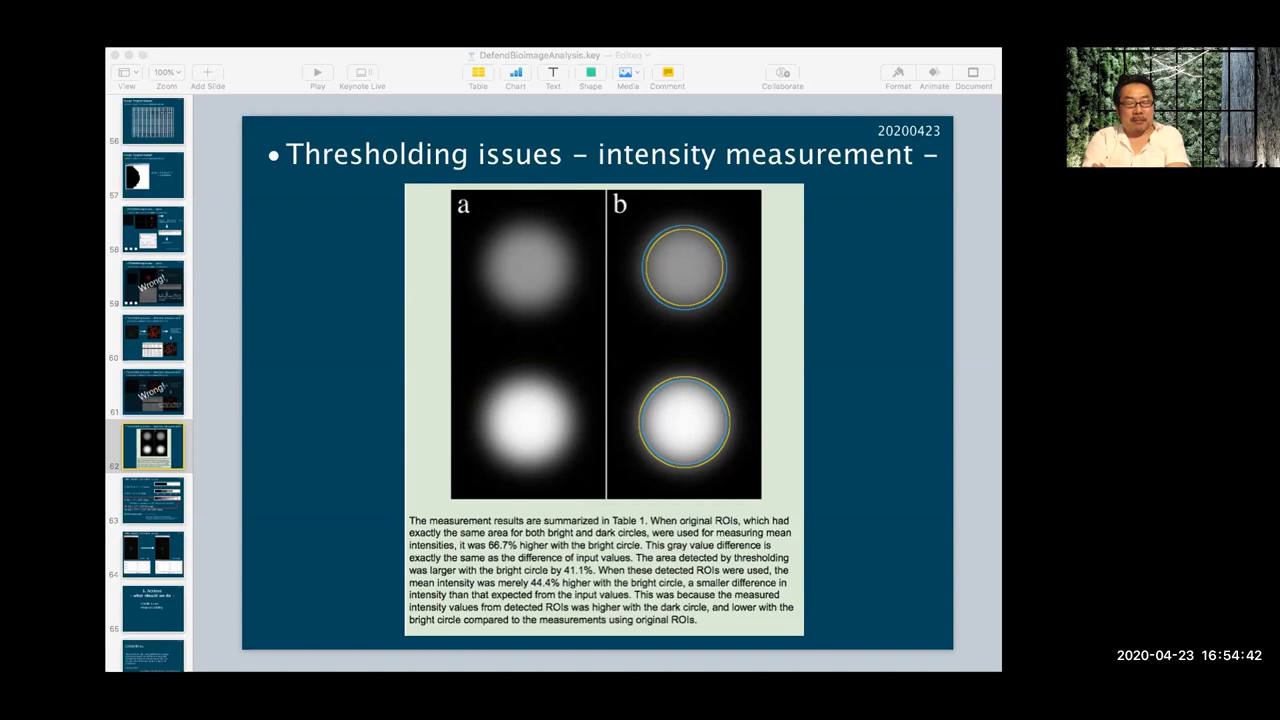 DefendBioimageAnalysis.key — Edited
100%
View
Zoom
Add Slide
Play
Keynote Live
Table
Chart
Text
Shape
Media
Comment
Collaborate
Format
Animate
Document
56
57
58
59
Wrong!
60
61
Wrong!
62
63
64
65
20200423
• Thresholding issues – intensity measurement –
a
b
The measurement results are summarized in Table 1. When original ROIs, which had
exactly the same area for both bright and dark circles, were used for measuring mean
intensities, it was 66.7% higher with the bright circle. This gray value difference is
exactly the same as the difference of input values. The area detected by thresholding
was larger with the bright circle by 41.1%. When these detected ROIs were used, the
mean intensity was merely 44.4% higher with the bright circle, a smaller difference in
intensity than that expected from the input values. This was because the measured
intensity values from detected ROIs was higher with the dark circle, and lower with the
bright circle compared to the measurements using original ROIs.
2020-04-23 16:54:42